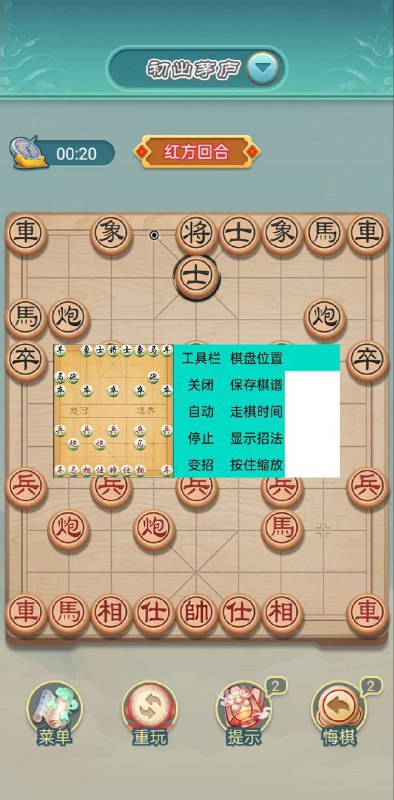 初出茅庐
00:20
红方回合
車 象 将 士 象 馬 車
士
馬 炮 炮
卒 卒
工具栏 棋盘位置
关闭 保存棋谱
自动 走棋时间
停止 显示招法
变招 按住缩放
楚河
兵 兵 兵 兵 兵
炮 炮 馬
車 馬 相 仕 帥 仕 相 車
2 2
菜单 重玩 提示 悔棋